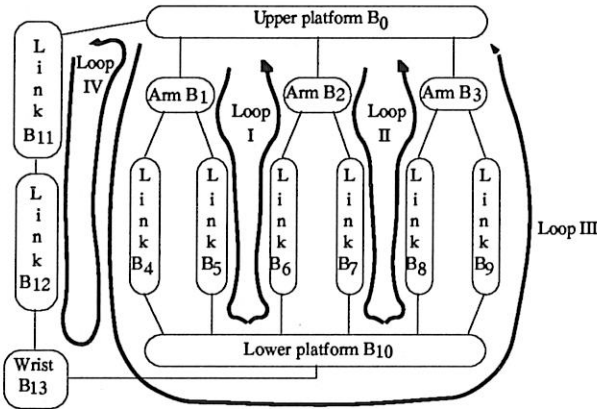 Upper platform B0
Link B11
Loop IV
Arm B1
Loop I
Arm B2
Loop II
Arm B3
Link B4
Link B5
Link B6
Link B7
Link B8
Link B9
Loop III
Link B12
Lower platform B10
Wrist B13